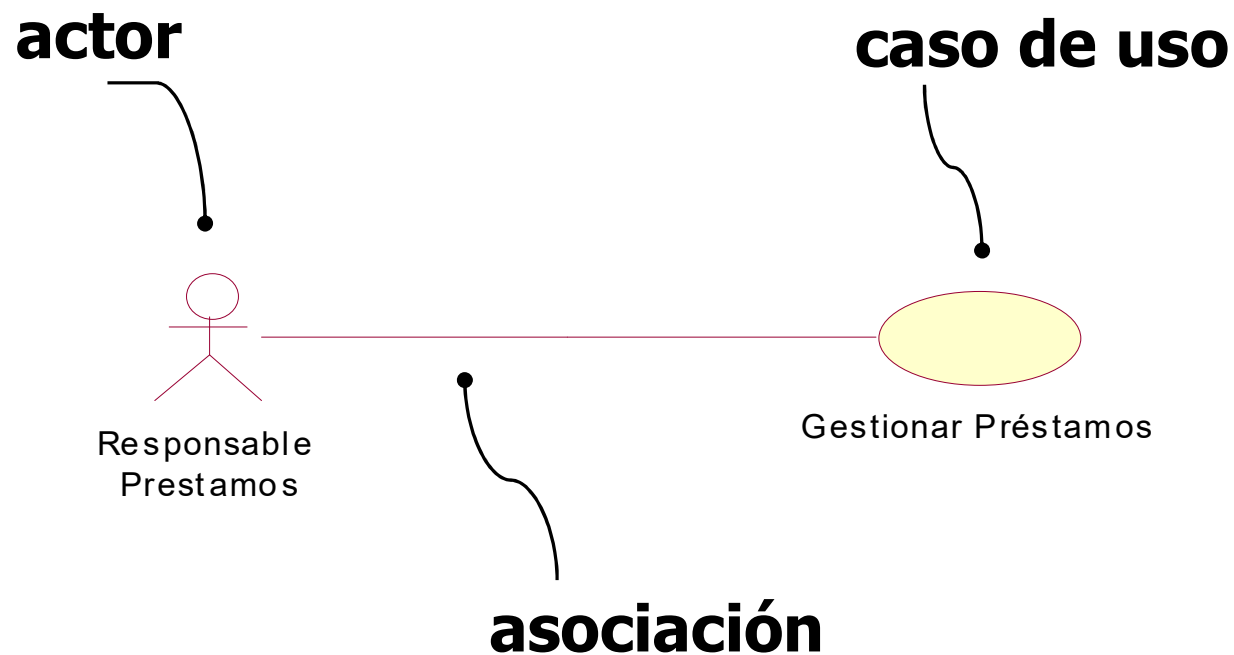 actor
caso de uso
Responsable
Prestamos
Gestionar Préstamos
asociación